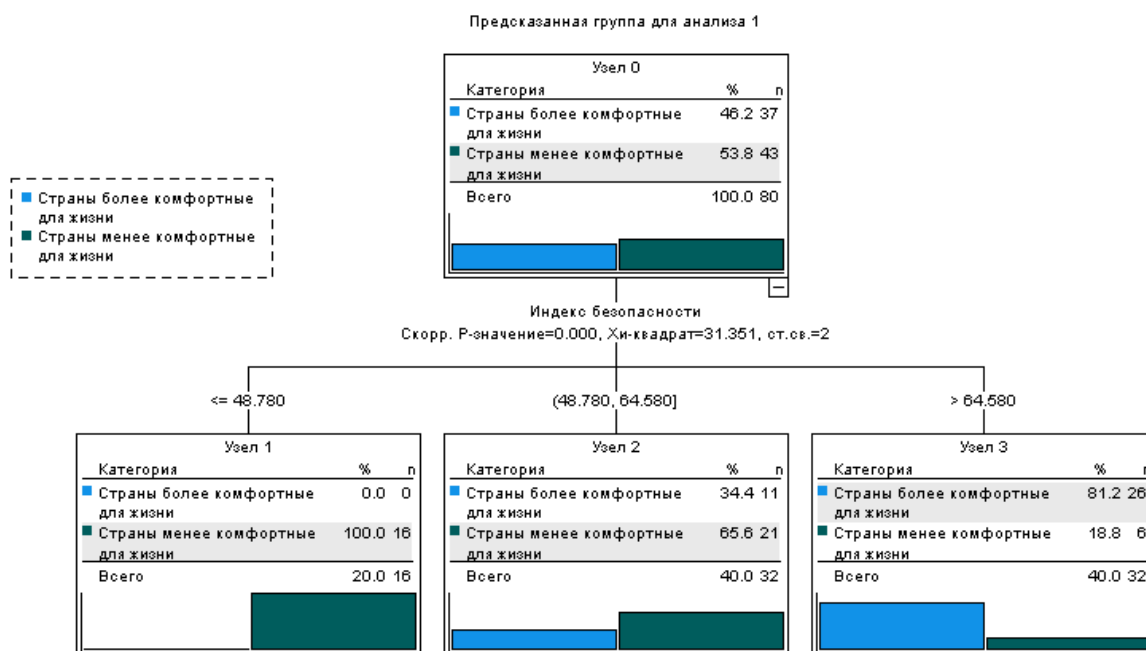 Предсказанная группа для анализа 1
Узел 0
Категория % n
Страны более комфортные 46.2 37
для жизни
Страны менее комфортные 53.8 43
для жизни
Всего 100.0 80
Страны более комфортные
для жизни
Страны менее комфортные
для жизни
Индекс безопасности
Скорр. P-значение=0.000, Хи-квадрат=31.351, ст.св.=2
<= 48.780
(48.780, 64.580]
> 64.580
Узел 1
Категория % n
Страны более комфортные 0.0 0
для жизни
Страны менее комфортные 100.0 16
для жизни
Всего 20.0 16
Узел 2
Категория % n
Страны более комфортные 34.4 11
для жизни
Страны менее комфортные 65.6 21
для жизни
Всего 40.0 32
Узел 3
Категория % n
Страны более комфортные 81.2 26
для жизни
Страны менее комфортные 18.8 6
для жизни
Всего 40.0 32